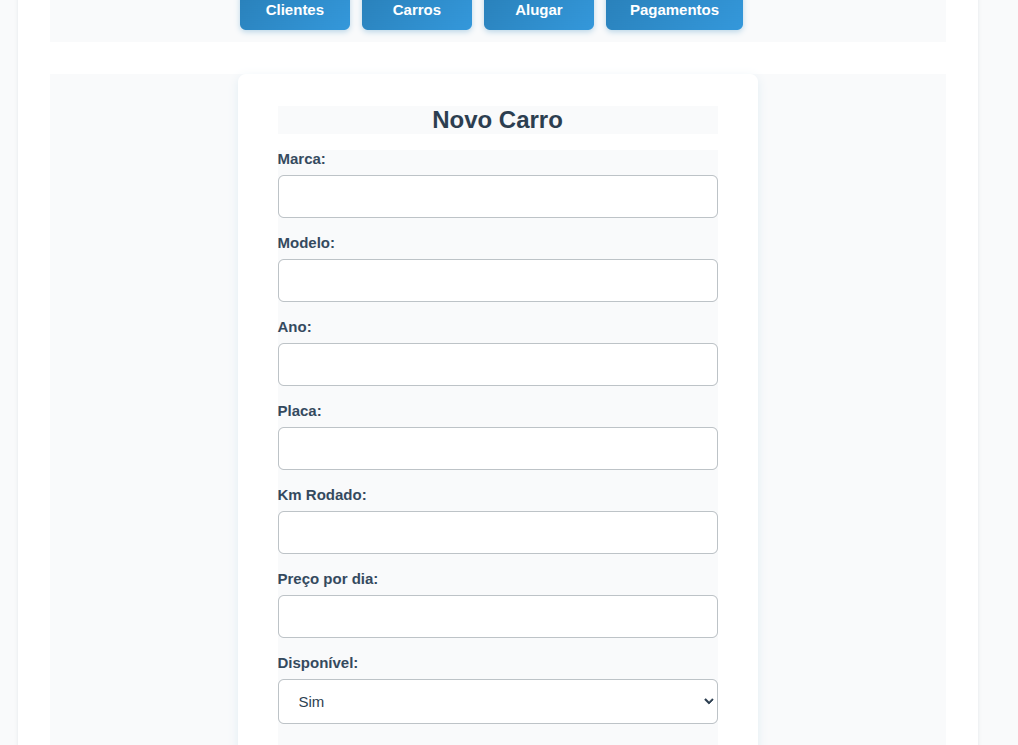 Clientes Carros Alugar Pagamentos
Novo Carro
Marca:
Modelo:
Ano:
Placa:
Km Rodado:
Preço por dia:
Disponível:
Sim